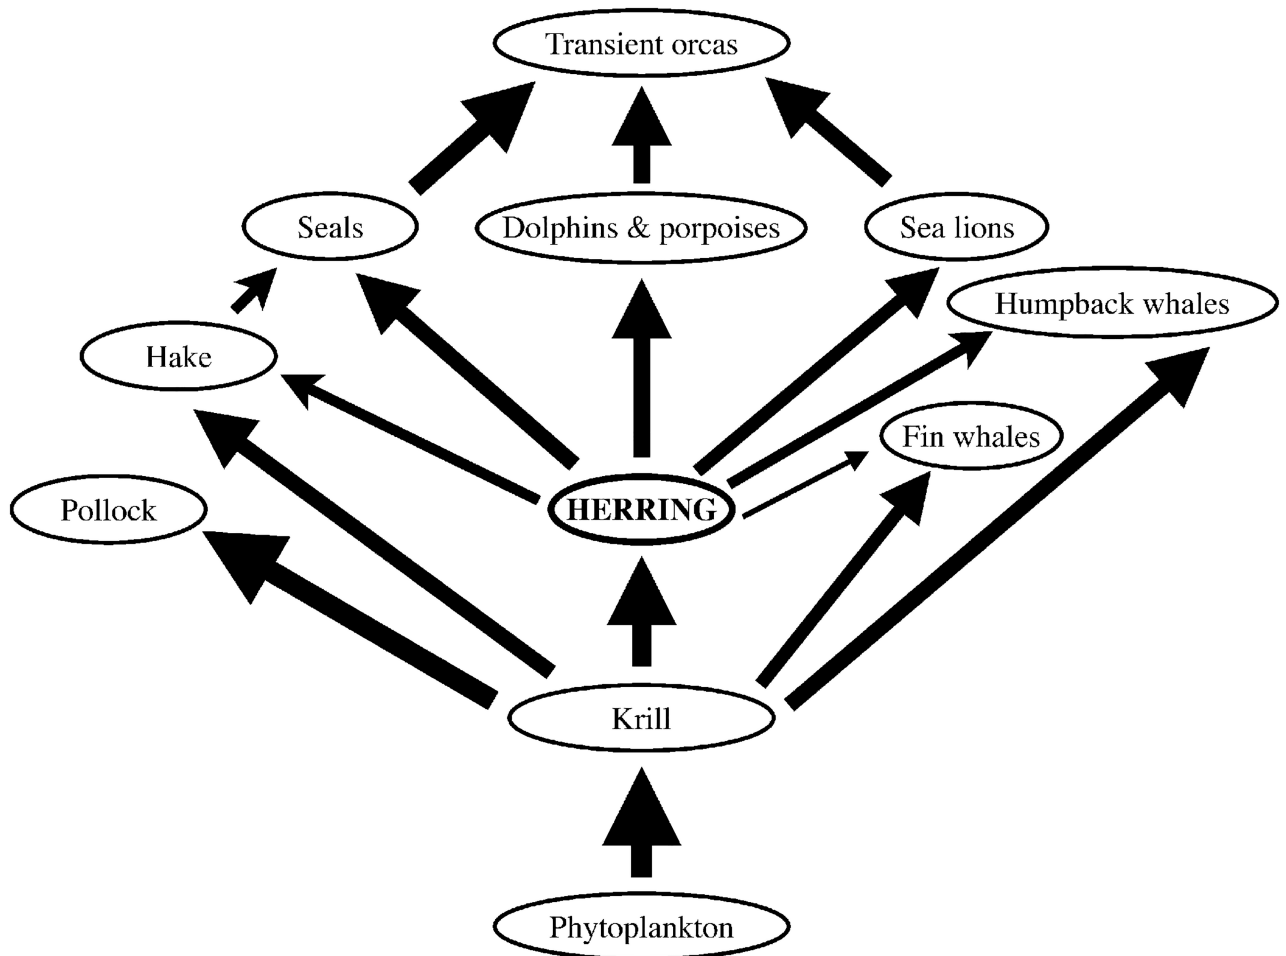 Transient orcas
Seals
Dolphins & porpoises
Sea lions
Humpback whales
Hake
Fin whales
Pollock
HERRING
Krill
Phytoplankton